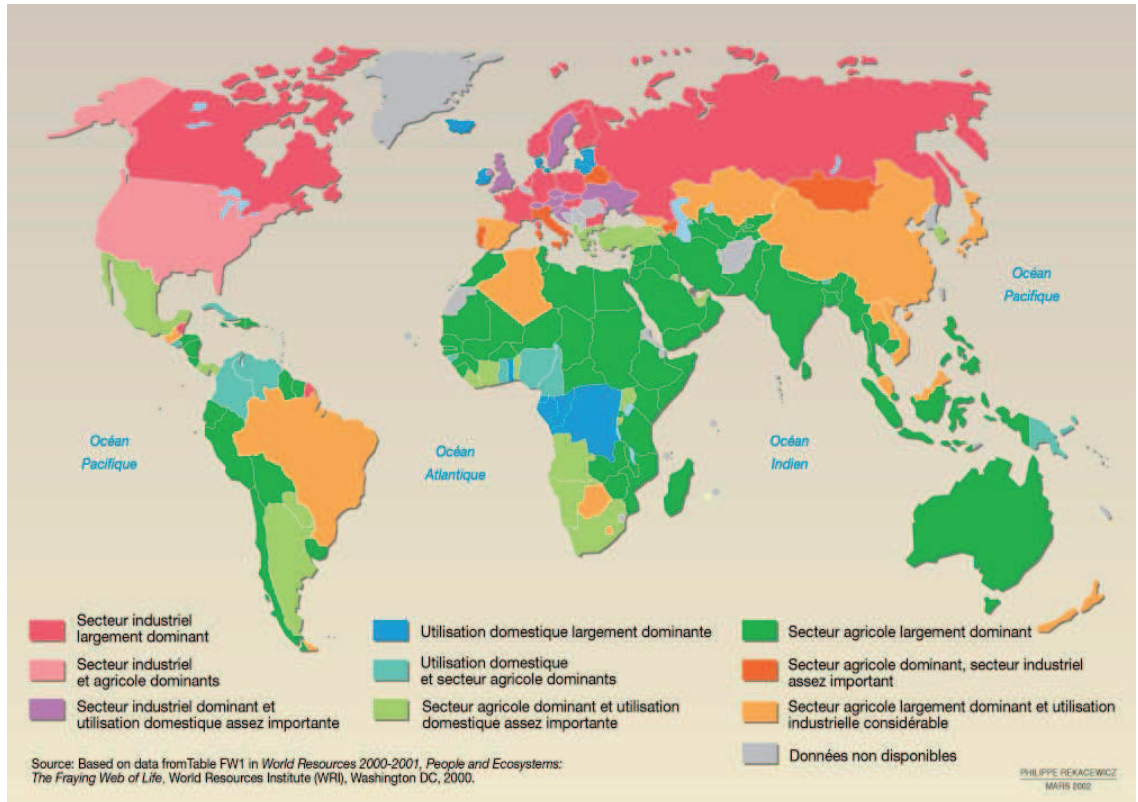 Océan
Pacifique
Océan
Pacifique
Océan
Atlantique
Océan
Indien
Secteur industriel
largement dominant
Secteur industriel
et agricole dominants
Secteur industriel dominant et
utilisation domestique assez importante
Utilisation domestique largement dominante
Utilisation domestique
et secteur agricole dominants
Secteur agricole dominant et utilisation
domestique assez importante
Secteur agricole largement dominant
Secteur agricole dominant, secteur industriel
assez important
Secteur agricole largement dominant et utilisation
industrielle considérable
Données non disponibles
Source: Based on data fromTable FW1 in World Resources 2000-2001, People and Ecosystems:
The Fraying Web of Life, World Resources Institute (WRI), Washington DC, 2000.
PHILIPPE REKACEWICZ
MARS 2002